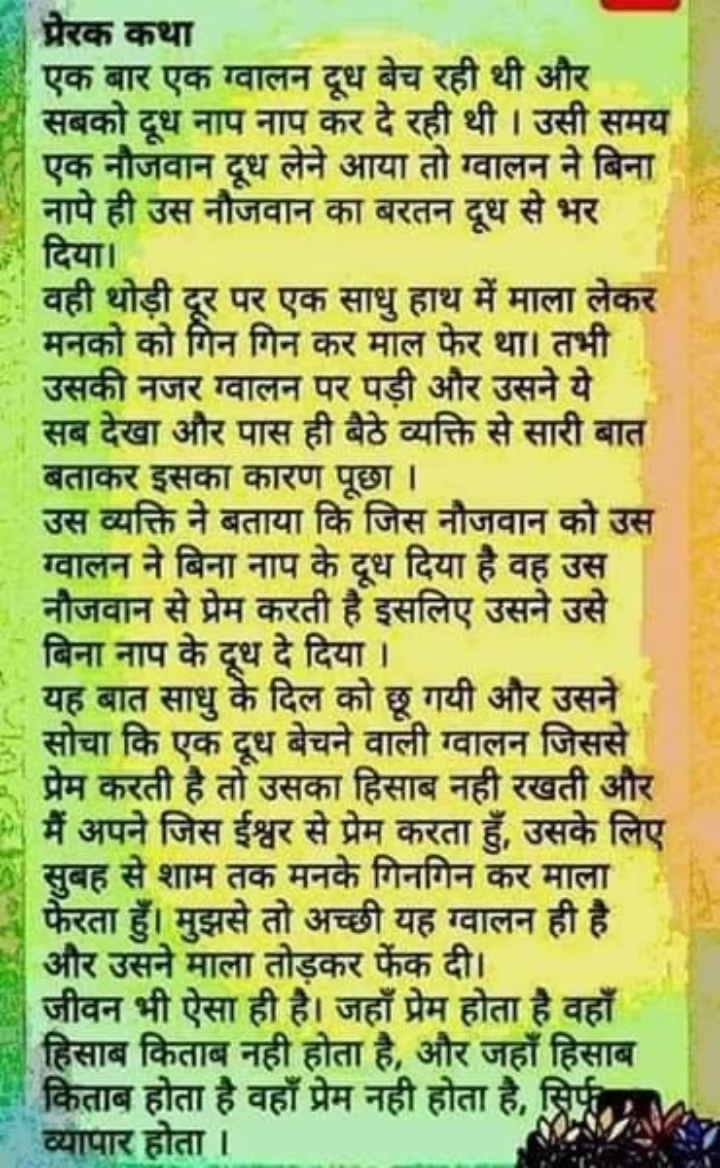 प्रेरक कथा
एक बार एक ग्वालन दूध बेच रही थी और
सबको दूध नाप नाप कर दे रही थी । उसी समय
एक नौजवान दूध लेने आया तो ग्वालन ने बिना
नापे ही उस नौजवान का बरतन दूध से भर
दिया।
वही थोड़ी दूर पर एक साधु हाथ में माला लेकर
मनको को गिन गिन कर माल फेर था। तभी
उसकी नजर ग्वालन पर पड़ी और उसने ये
सब देखा और पास ही बैठे व्यक्ति से सारी बात
बताकर इसका कारण पूछा ।
उस व्यक्ति ने बताया कि जिस नौजवान को उस
ग्वालन ने बिना नाप के दूध दिया है वह उस
नौजवान से प्रेम करती है इसलिए उसने उसे
बिना नाप के दूध दे दिया ।
यह बात साधु के दिल को छू गयी और उसने
सोचा कि एक दूध बेचने वाली ग्वालन जिससे
प्रेम करती है तो उसका हिसाब नही रखती और
मैं अपने जिस ईश्वर से प्रेम करता हुँ, उसके लिए
सुबह से शाम तक मनके गिनगिन कर माला
फेरता हुँ। मुझसे तो अच्छी यह ग्वालन ही है
और उसने माला तोड़कर फेंक दी।
जीवन भी ऐसा ही है। जहाँ प्रेम होता है वहाँ
हिसाब किताब नही होता है, और जहाँ हिसाब
किताब होता है वहाँ प्रेम नही होता है, सिर्फ
व्यापार होता ।